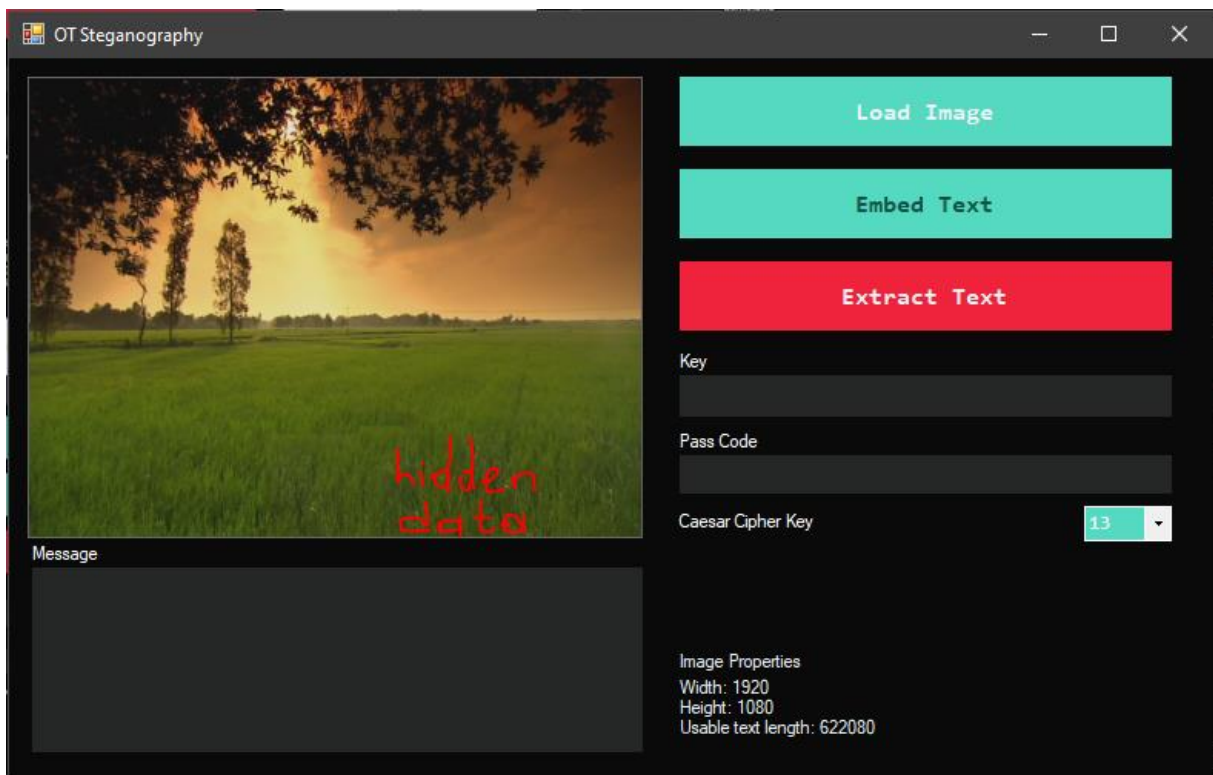 OT Steganography
Load Image
Embed Text
Extract Text
Key
Pass Code
Caesar Cipher Key
13
hidden
data
Message
Image Properties
Width: 1920
Height: 1080
Usable text length: 622080